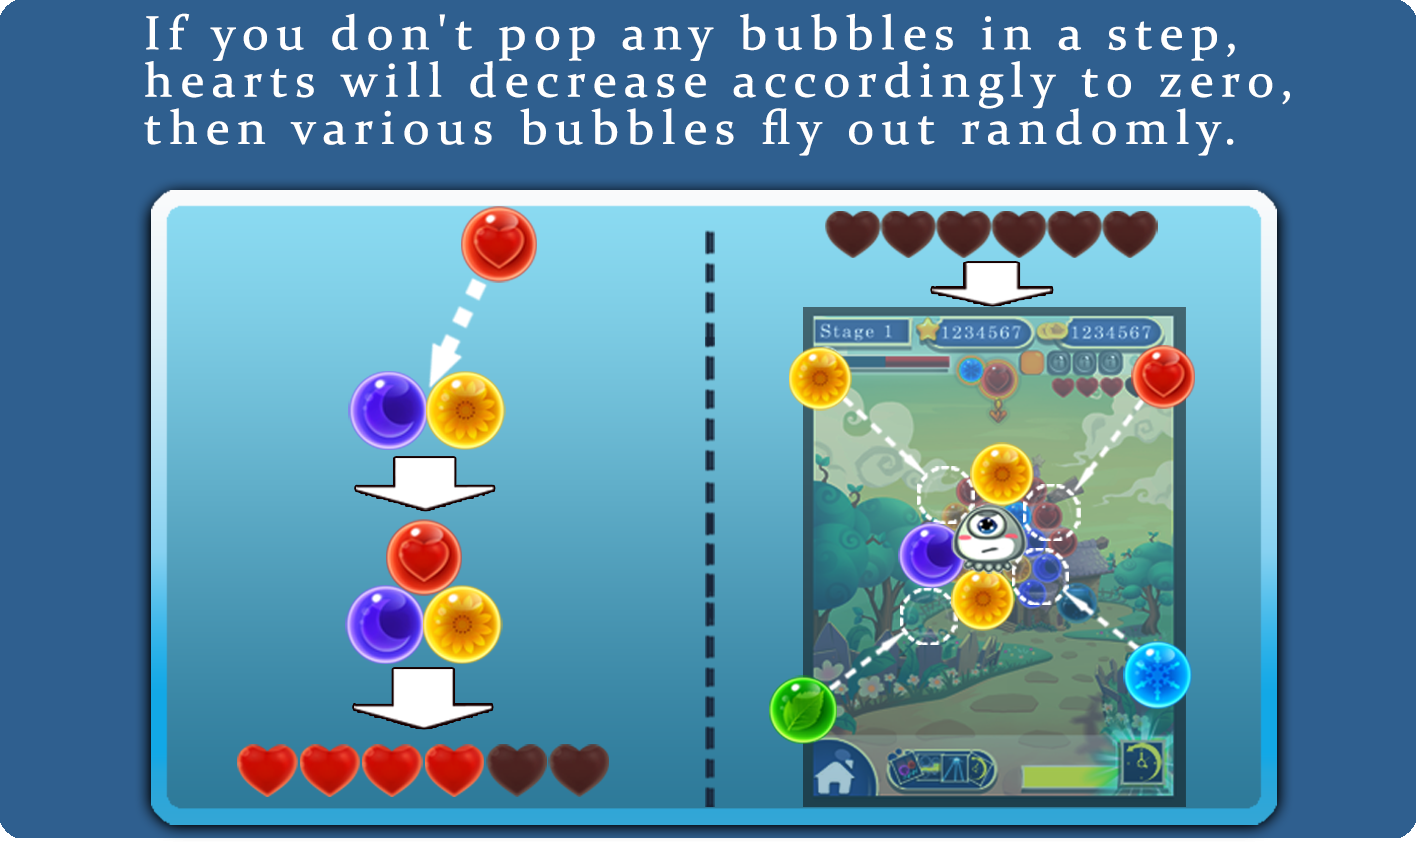 If you don't pop any bubbles in a step,
hearts will decrease accordingly to zero,
then various bubbles fly out randomly.
Stage 1
1234567
1234567